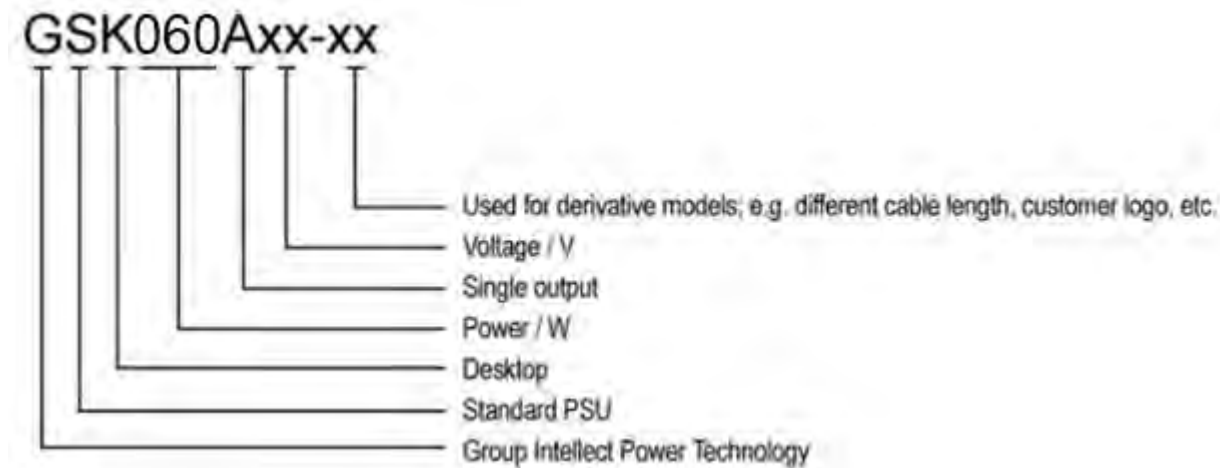 GSK060Axx-xx
Used for derivative models; e.g. different cable length, customer logo, etc.
Voltage / V
Single output
Power / W
Desktop
Standard PSU
Group Intellect Power Technology